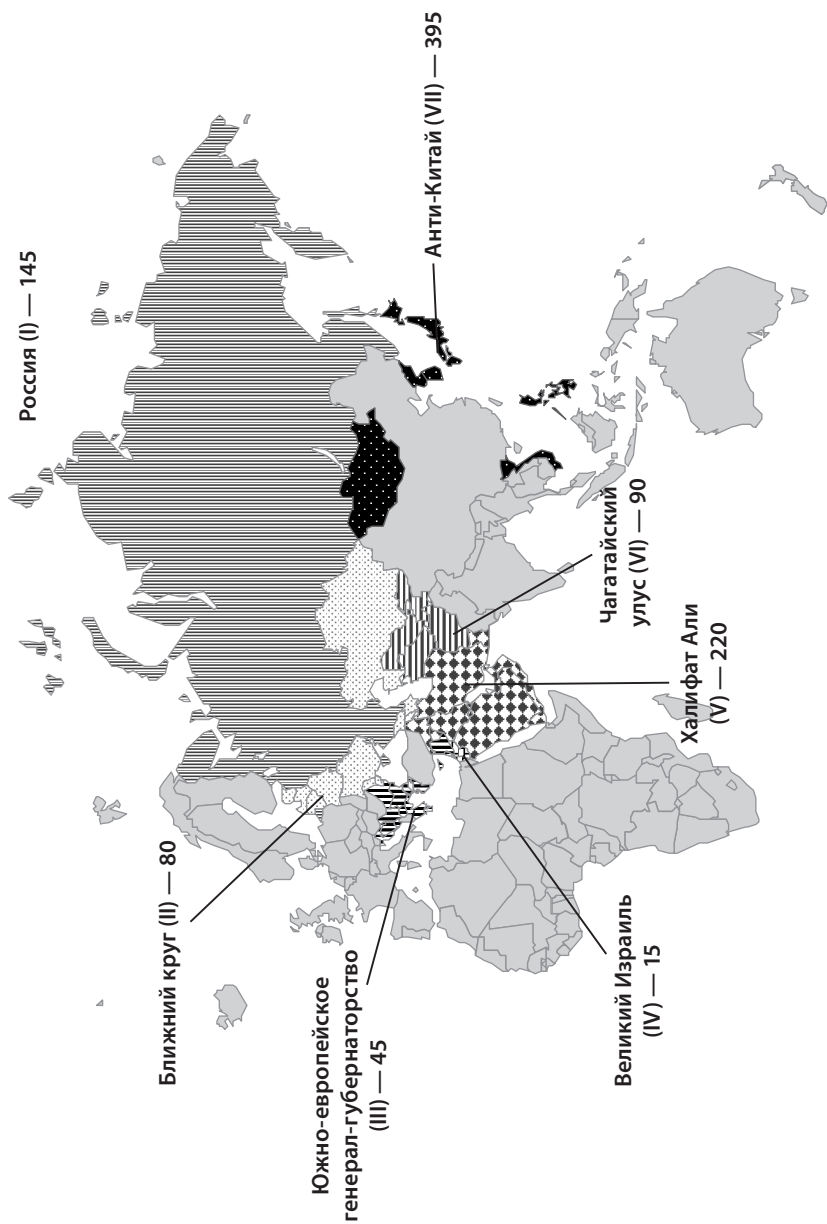 Россия (I) — 145
Ближний круг (II) — 80
Южно-европейское
генерал-губернаторство
(III) — 45
Великий Израиль
(IV) — 15
Халифат Али
(V) — 220
Чагатайский
улус (VI) — 90
Анти-Китай (VII) — 395